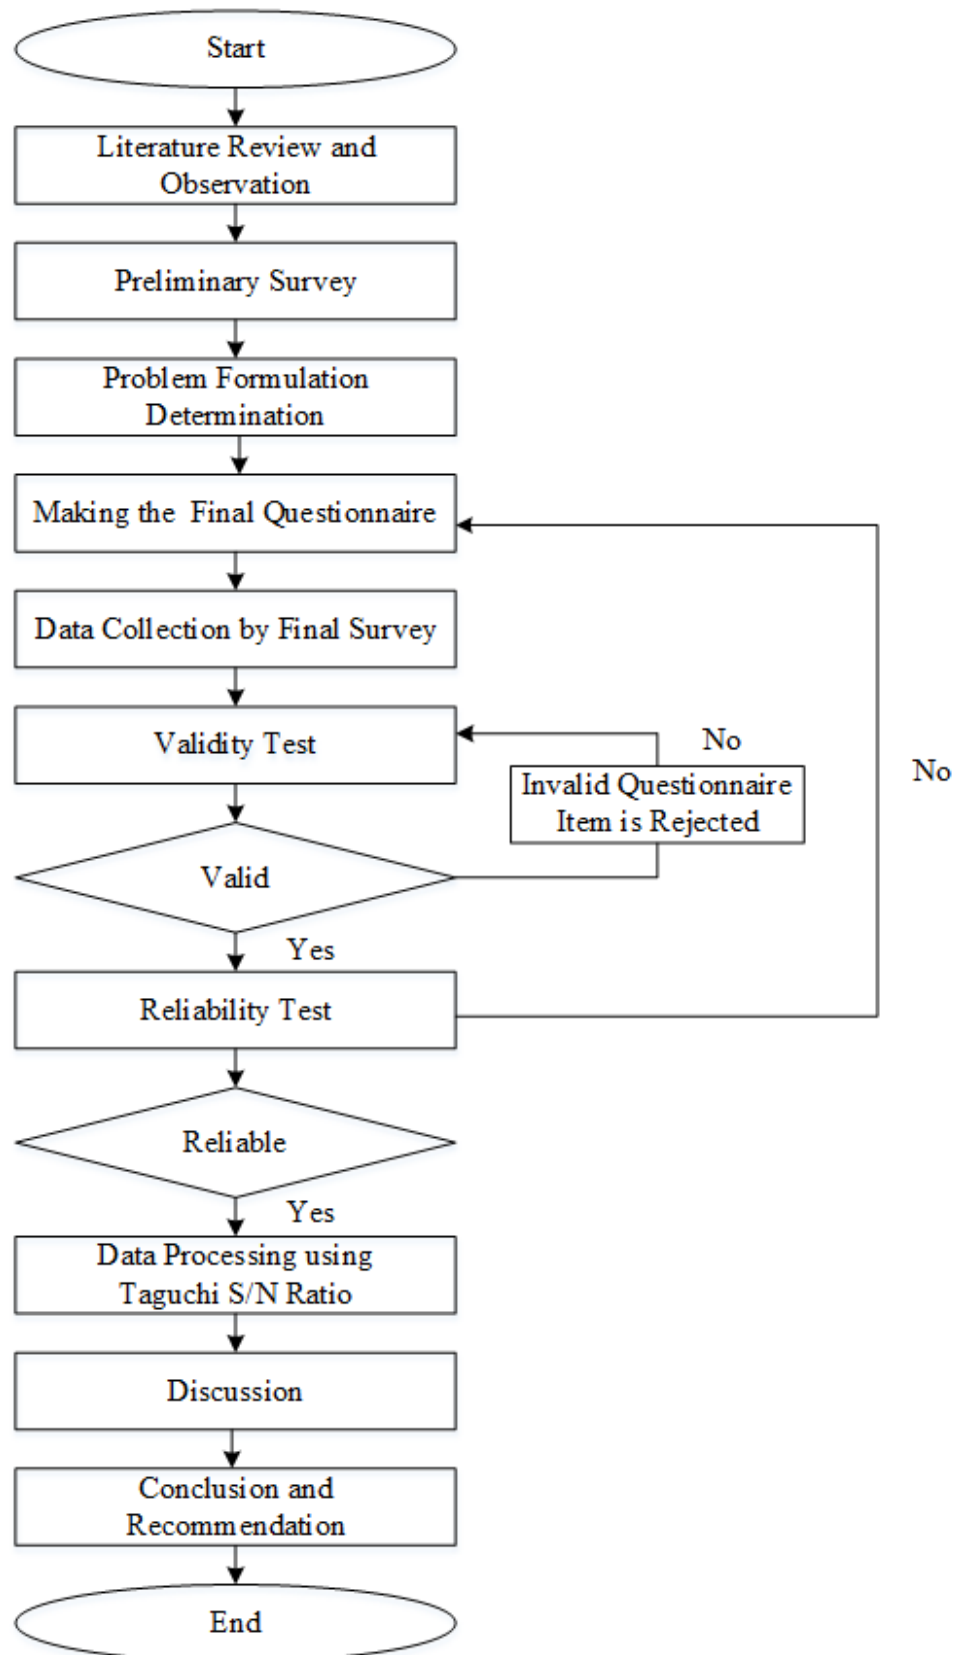 Start
Literature Review and
Observation
Preliminary Survey
Problem Formulation
Determination
Making the Final Questionnaire
Data Collection by Final Survey
Validity Test
No
No
Invalid Questionnaire
Item is Rejected
Valid
Yes
Reliability Test
Reliable
Yes
Data Processing using
Taguchi S/N Ratio
Discussion
Conclusion and
Recommendation
End